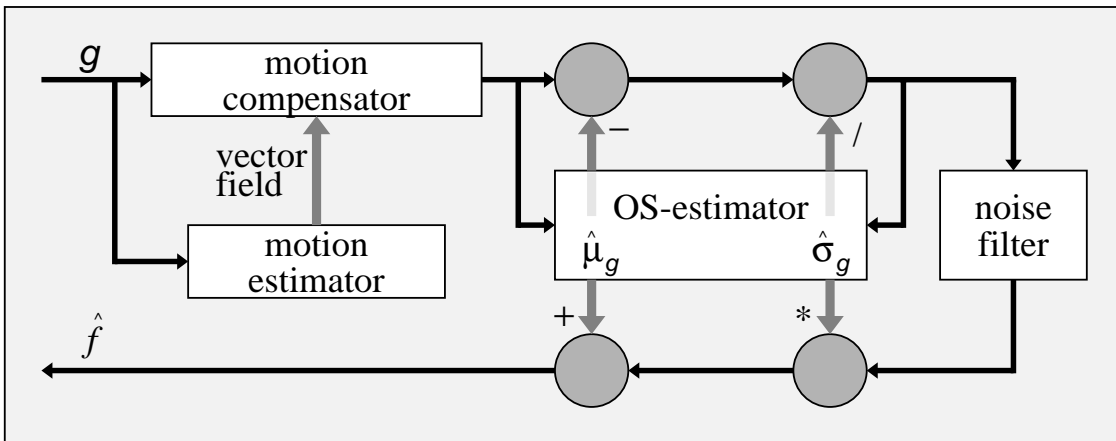 g
motion
compensator
vector
field
motion
estimator
−
/
OS-estimator
μ̂g
σ̂g
+
*
noise
filter
f̂